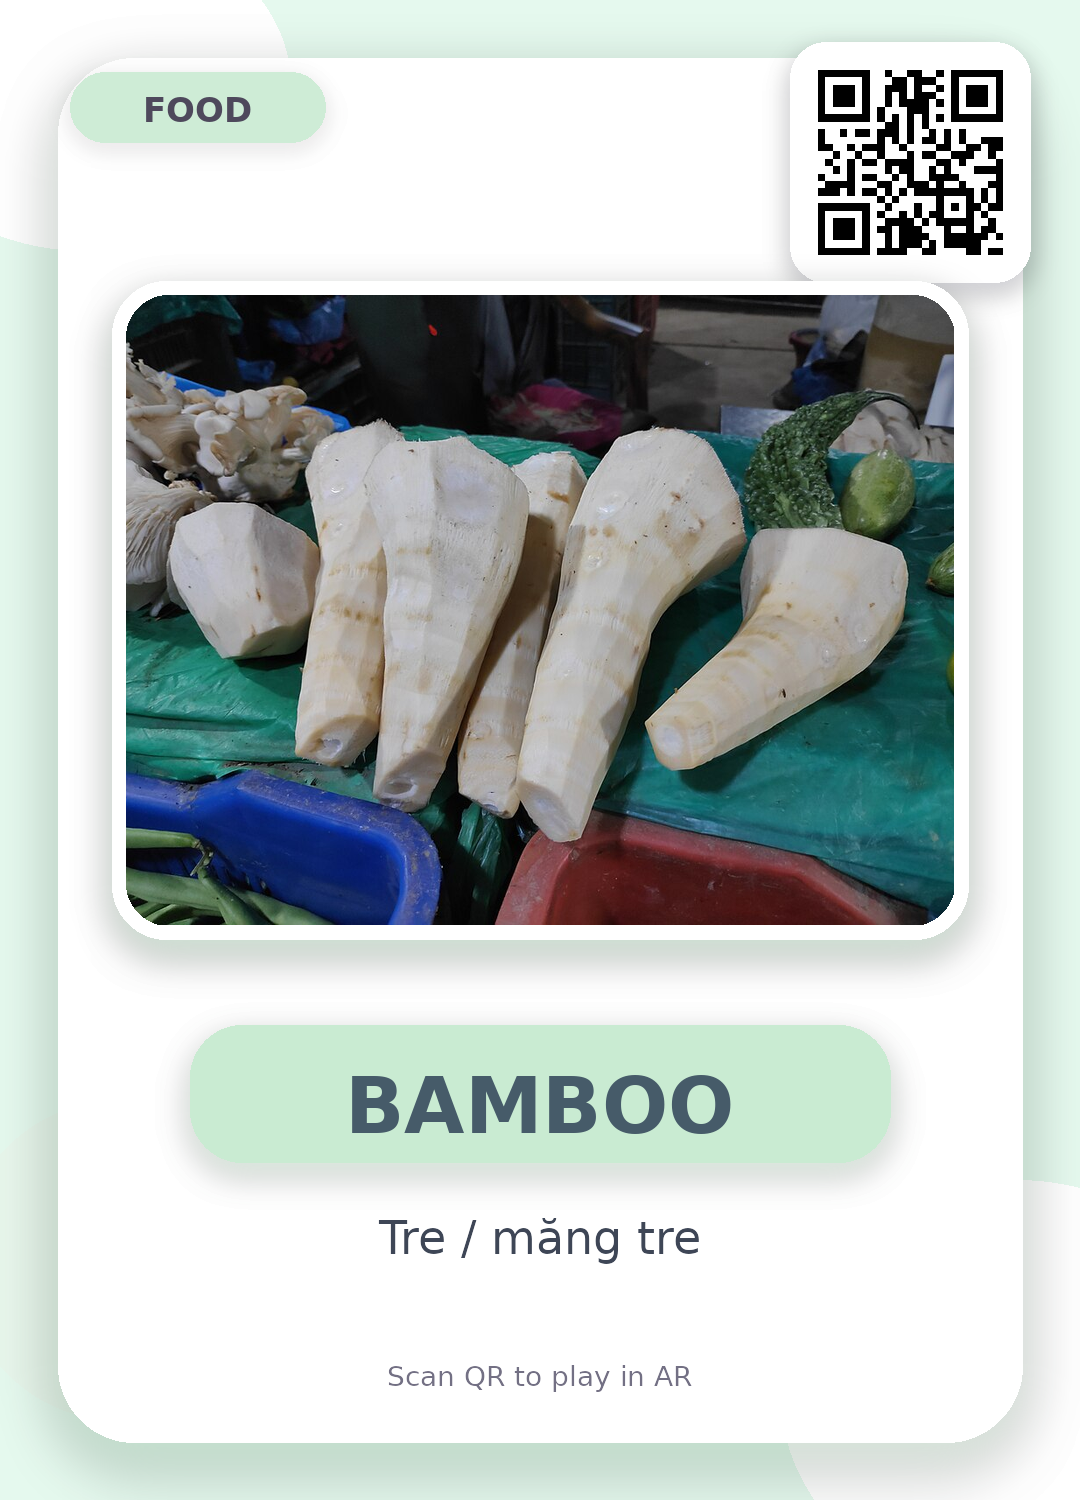 FOOD
BAMBOO
Tre / măng tre
Scan QR to play in AR